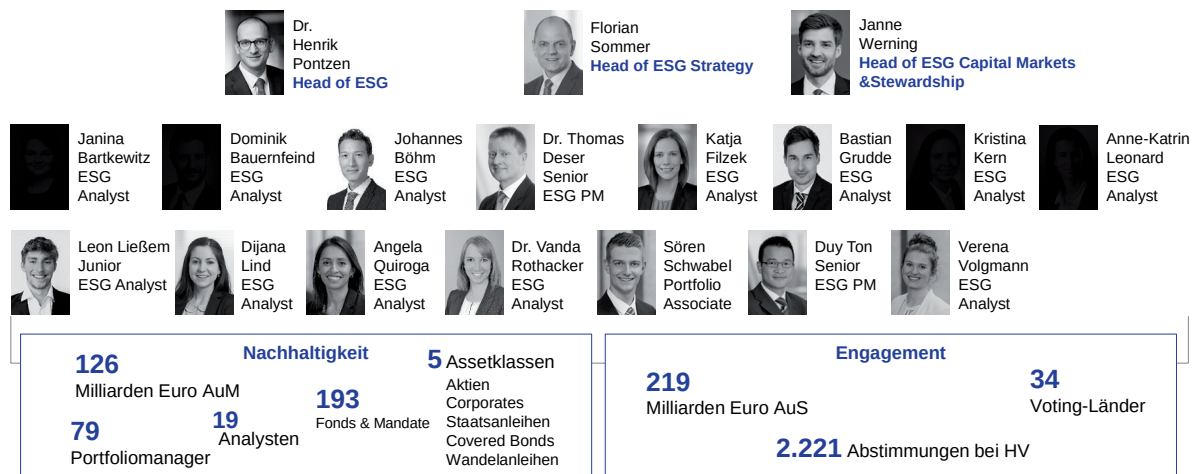 Dr.
Henrik
Pontzen
Head of ESG
Florian
Sommer
Head of ESG Strategy
Janne
Werning
Head of ESG Capital Markets
&Stewardship
Janina
Bartkewitz
ESG
Analyst
Dominik
Bauernfeind
ESG
Analyst
Johannes
Böhm
ESG
Analyst
Dr. Thomas
Deser
Senior
ESG PM
Katja
Filzek
ESG
Analyst
Bastian
Grudde
ESG
Analyst
Kristina
Kern
ESG
Analyst
Anne-Katrin
Leonard
ESG
Analyst
Leon Ließem
Junior
ESG Analyst
Dijana
Lind
ESG
Analyst
Angela
Quiroga
ESG
Analyst
Dr. Vanda
Rothacker
ESG
Analyst
Sören
Schwabel
Portfolio
Associate
Duy Ton
Senior
ESG PM
Verena
Volgmann
ESG
Analyst
Nachhaltigkeit
126
Milliarden Euro AuM
79
Portfoliomanager
19
Analysten
193
Fonds & Mandate
5 Assetklassen
Aktien
Corporates
Staatsanleihen
Covered Bonds
Wandelanleihen
Engagement
219
Milliarden Euro AuS
34
Voting-Länder
2.221 Abstimmungen bei HV